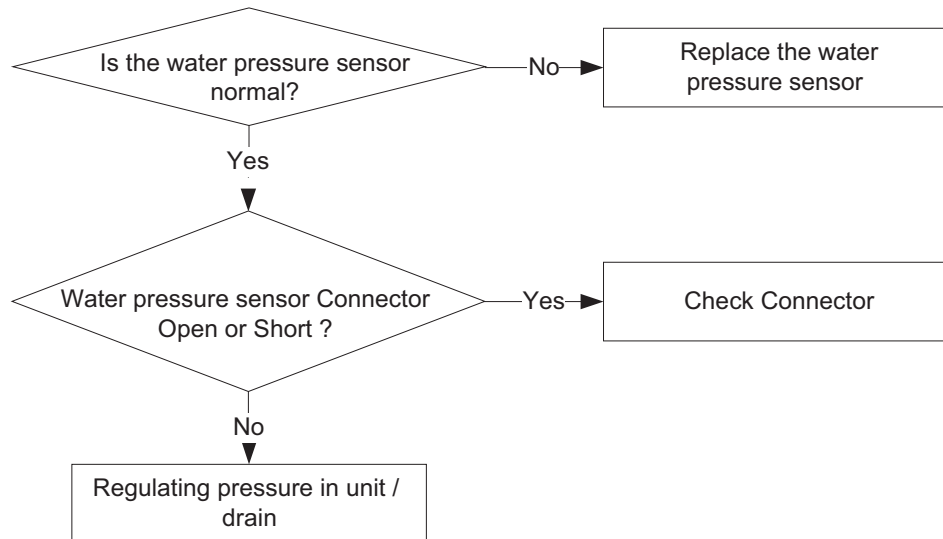 Is the water pressure sensor
normal?
No
Replace the water
pressure sensor
Yes
Water pressure sensor Connector
Open or Short ?
Yes
Check Connector
No
Regulating pressure in unit /
drain